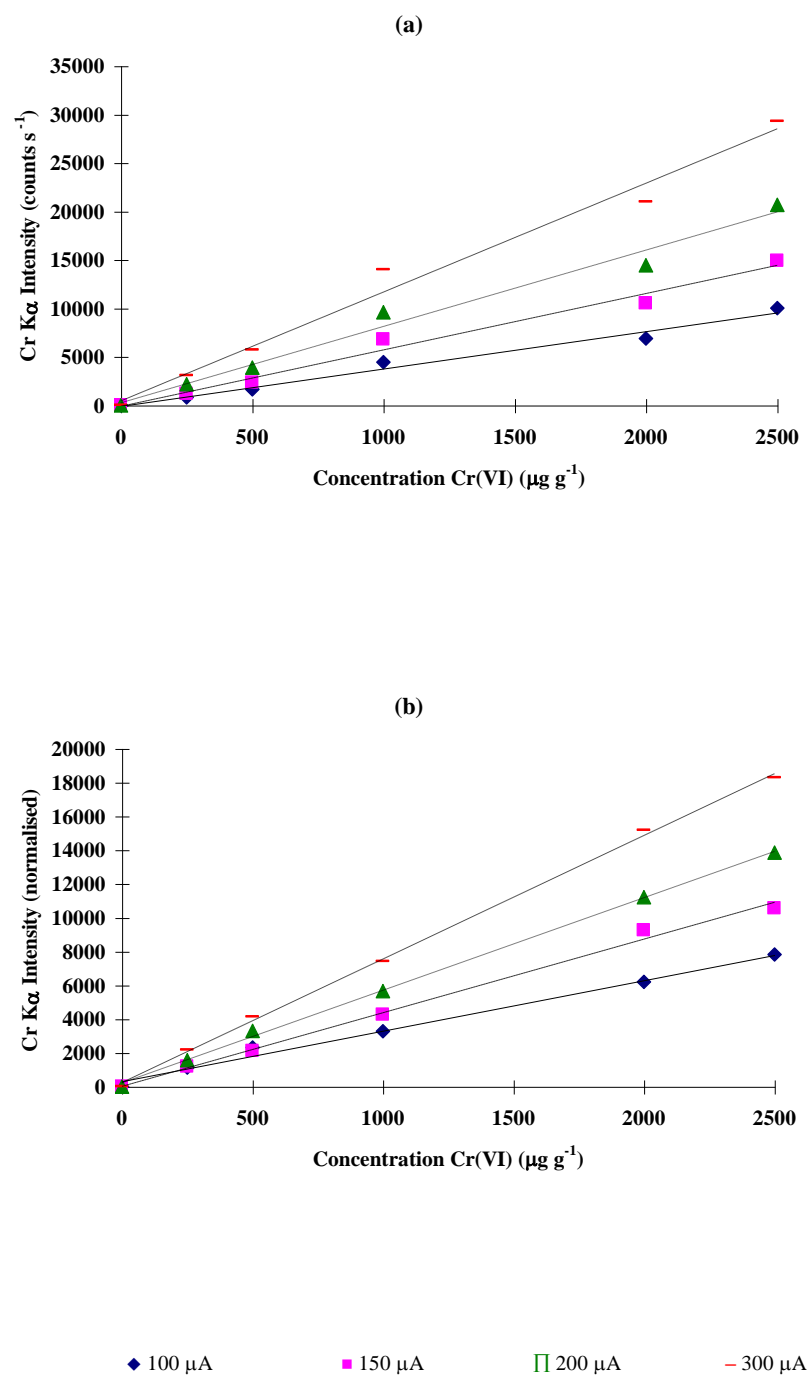 (a)
35000
30000
25000
20000
15000
10000
5000
0
Cr Kα Intensity (counts s⁻¹)
0 500 1000 1500 2000 2500
Concentration Cr(VI) (μg g⁻¹)
(b)
20000
18000
16000
14000
12000
10000
8000
6000
4000
2000
0
Cr Kα Intensity (normalised)
0 500 1000 1500 2000 2500
Concentration Cr(VI) (μg g⁻¹)
100 μA 150 μA ∏ 200 μA 300 μA